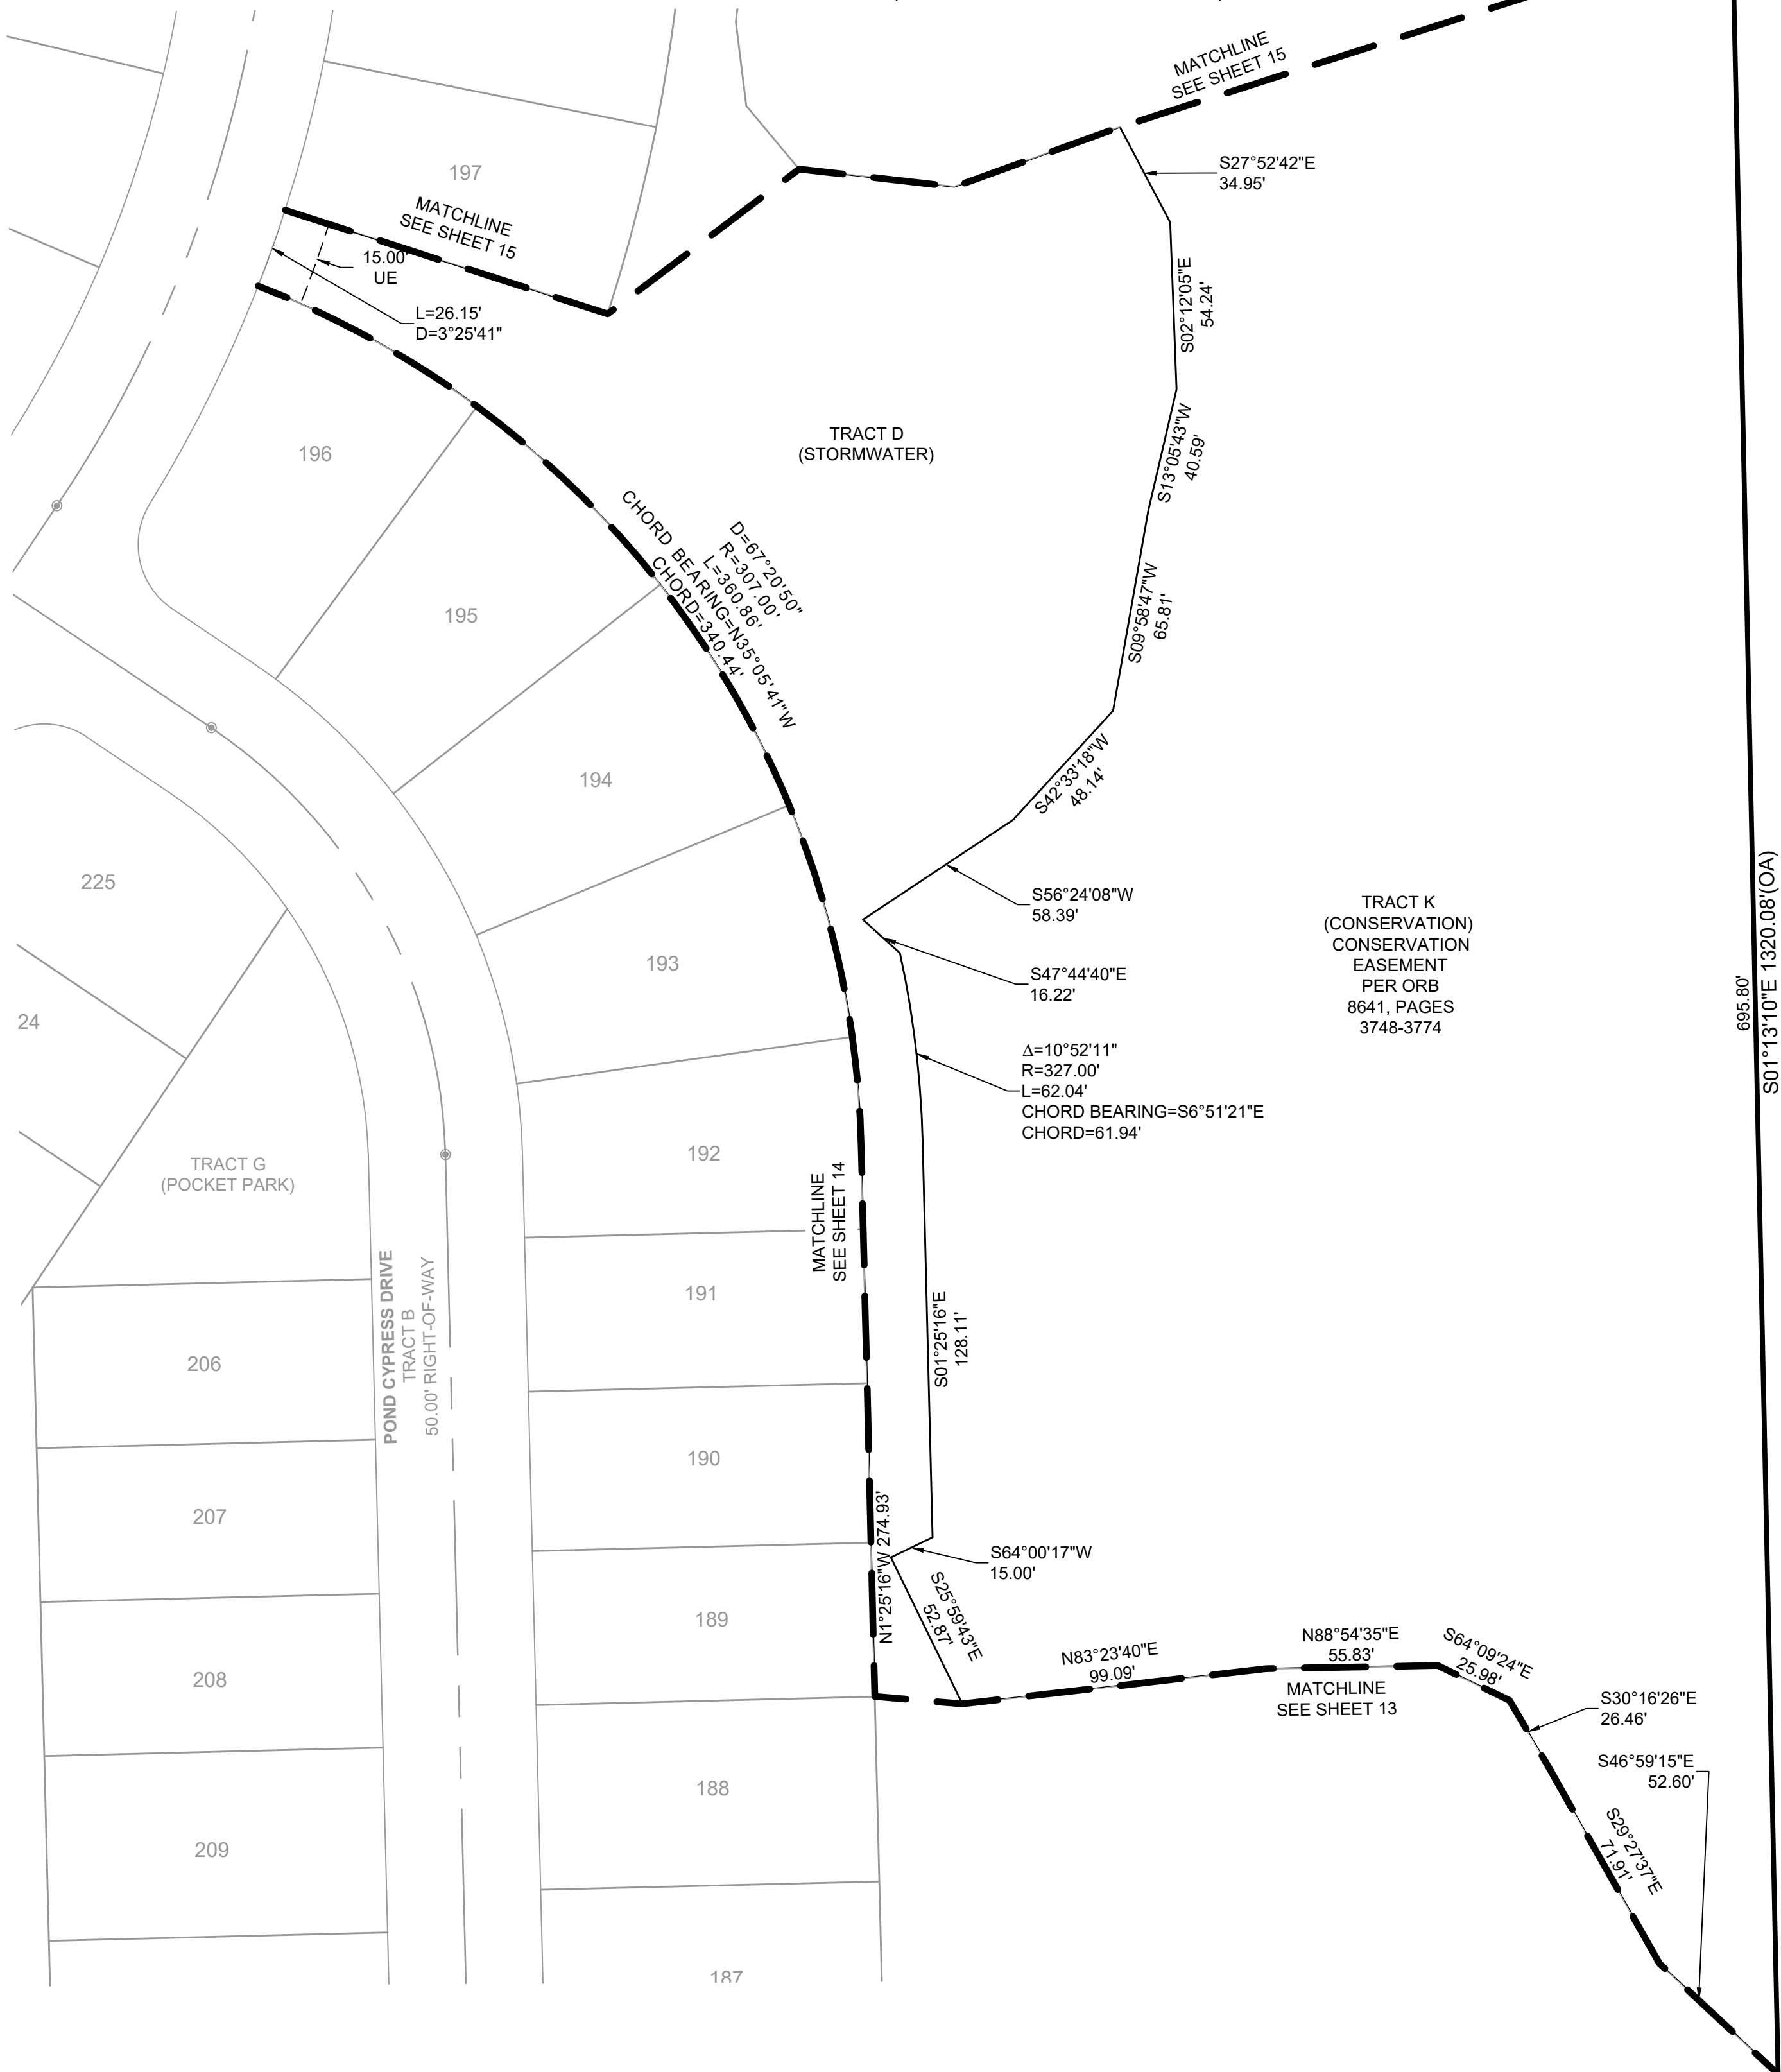 MATCHLINE
SEE SHEET 15
S27°52'42"E
34.95'
197
MATCHLINE
SEE SHEET 15
15.00'
UE
L=26.15'
D=3°25'41"
S02°12'05"E
54.24'
TRACT D
(STORMWATER)
S13°05'43"W
40.59'
196
D=67°20'50"
R=307.00'
L=360.86'
CHORD BEARING=N35°05'41"W
CHORD=340.44'
S09°58'47"W
65.81'
195
194
S42°33'18"W
48.14'
225
S56°24'08"W
58.39'
TRACT K
(CONSERVATION)
CONSERVATION
EASEMENT
PER ORB
8641, PAGES
3748-3774
695.80'
S01°13'10"E 1320.08'(OA)
193
S47°44'40"E
16.22'
24
Δ=10°52'11"
R=327.00'
L=62.04'
CHORD BEARING=S6°51'21"E
CHORD=61.94'
TRACT G
(POCKET PARK)
192
MATCHLINE
SEE SHEET 14
POND CYPRESS DRIVE
TRACT B
50.00' RIGHT-OF-WAY
191
S01°25'16"E
128.11'
206
190
207
N1°25'16"W 274.93'
S64°00'17"W
15.00'
S25°59'43"E
52.87'
189
N83°23'40"E
99.09'
N88°54'35"E
55.83'
S64°09'24"E
25.98'
MATCHLINE
SEE SHEET 13
208
S30°16'26"E
26.46'
S46°59'15"E
52.60'
188
S29°27'37"E
71.91'
209
187